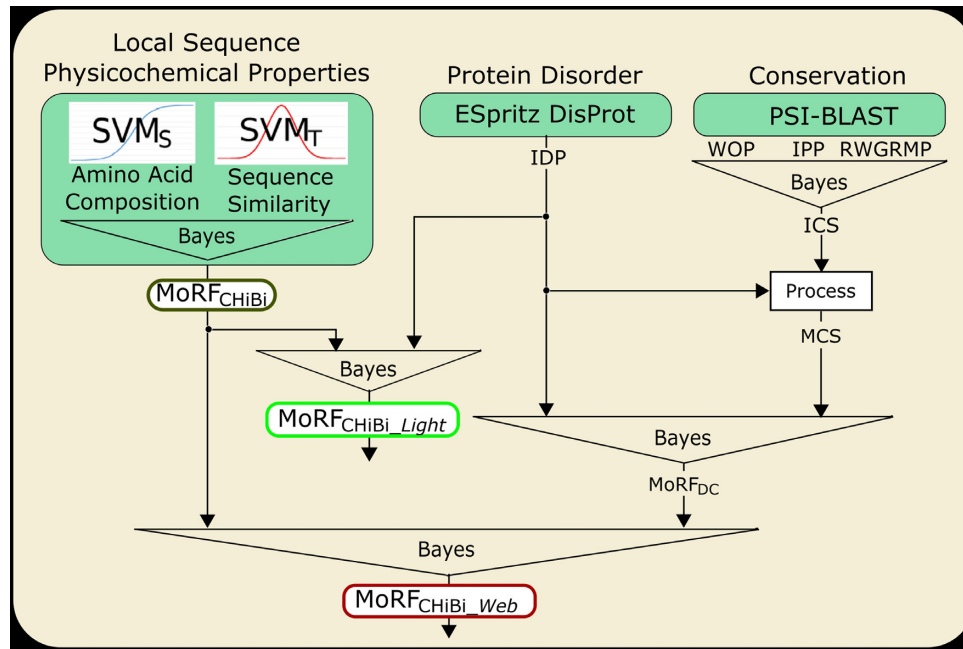 Local Sequence
Physicochemical Properties
SVMS
SVMT
Amino Acid
Composition
Sequence
Similarity
Bayes
MoRFCHiBi
Protein Disorder
ESpritz DisProt
IDP
Conservation
PSI-BLAST
WOP IPP RWGRMP
Bayes
ICS
Process
MCS
Bayes
MoRFCHiBi_Light
Bayes
MoRFDC
Bayes
MoRFCHiBi_Web